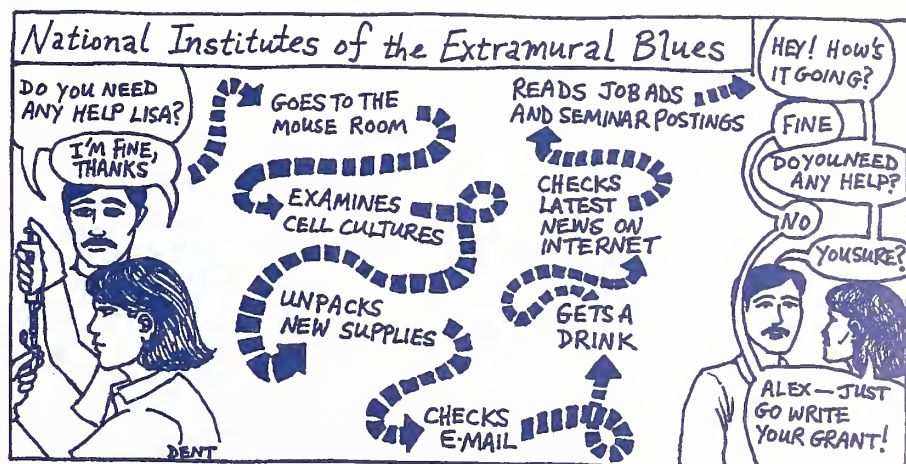 National Institutes of the Extramural Blues
DO YOU NEED
ANY HELP LISA?
I'M FINE,
THANKS
GOES TO THE
MOUSE ROOM
EXAMINES
CELL CULTURES
UNPACKS
NEW SUPPLIES
CHECKS
E-MAIL
GETS A
DRINK
CHECKS
LATEST
NEWS ON
INTERNET
READS JOB ADS
AND SEMINAR POSTINGS
HEY! HOW'S
IT GOING?
FINE
DO YOU NEED
ANY HELP?
NO
YOU SURE?
ALEX—JUST
GO WRITE
YOUR GRANT!
DENT